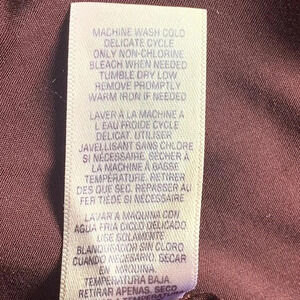 MACHINE WASH COLD
DELICATE CYCLE
ONLY NON-CHLORINE
BLEACH WHEN NEEDED
TUMBLE DRY LOW
REMOVE PROMPTLY
WARM IRON IF NEEDED
LAVER À LA MACHINE A
L'EAU FROIDE CYCLE
DÉLICAT. UTILISER
JAVELLISANT SANS CHLORE
SI NÉCESSAIRE. SÉCHER À
LA MACHINE À BASSE
TEMPÉRATURE. RETIRER
DÈS QUE SEC. REPASSER AU
FER TIÈDE SI NÉCESSAIRE
LAVAR A MAQUINA CON
AGUA FRIA CICLO DELICADO.
USE SOLAMENTE
BLANQUEADOR SIN CLORO
CUANDO NECESARIO. SECAR
EN MAQUINA
TEMPERATURA BAJA
RETIRAR APENAS. SECO